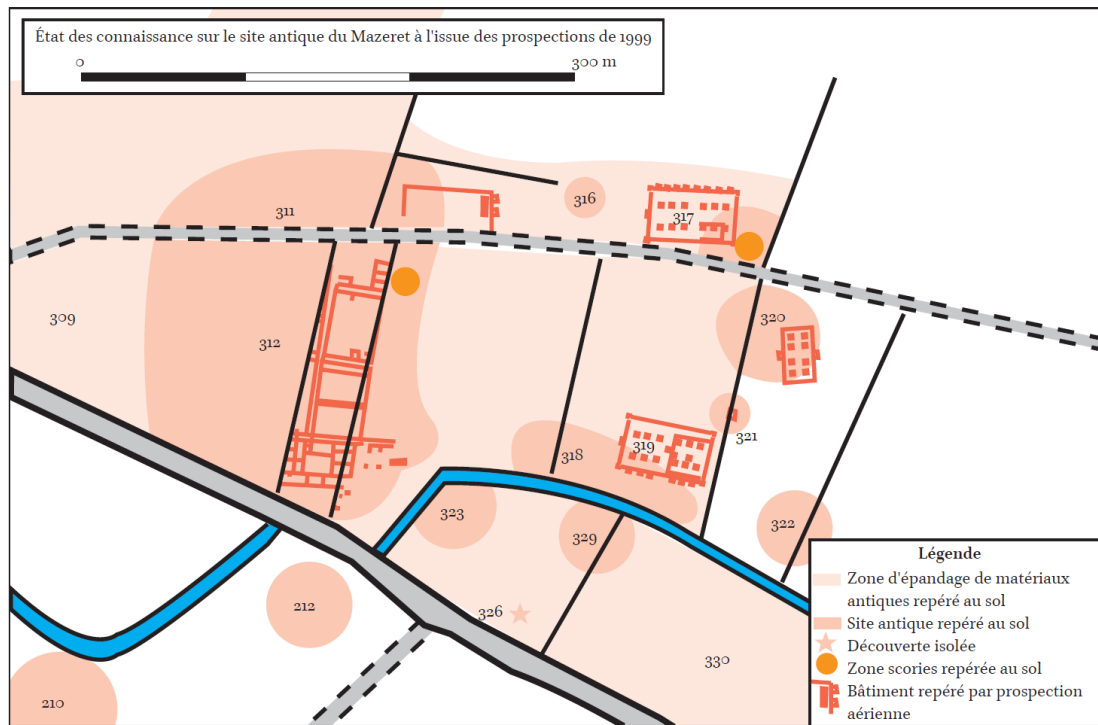 État des connaissance sur le site antique du Mazeret à l'issue des prospections de 1999
0 300 m
316
317
311
309
312
320
321
318
319
323
329
322
212
326
330
210
Légende
Zone d'épandage de matériaux
antiques repéré au sol
Site antique repéré au sol
Découverte isolée
Zone scories repérée au sol
Bâtiment repéré par prospection
aérienne